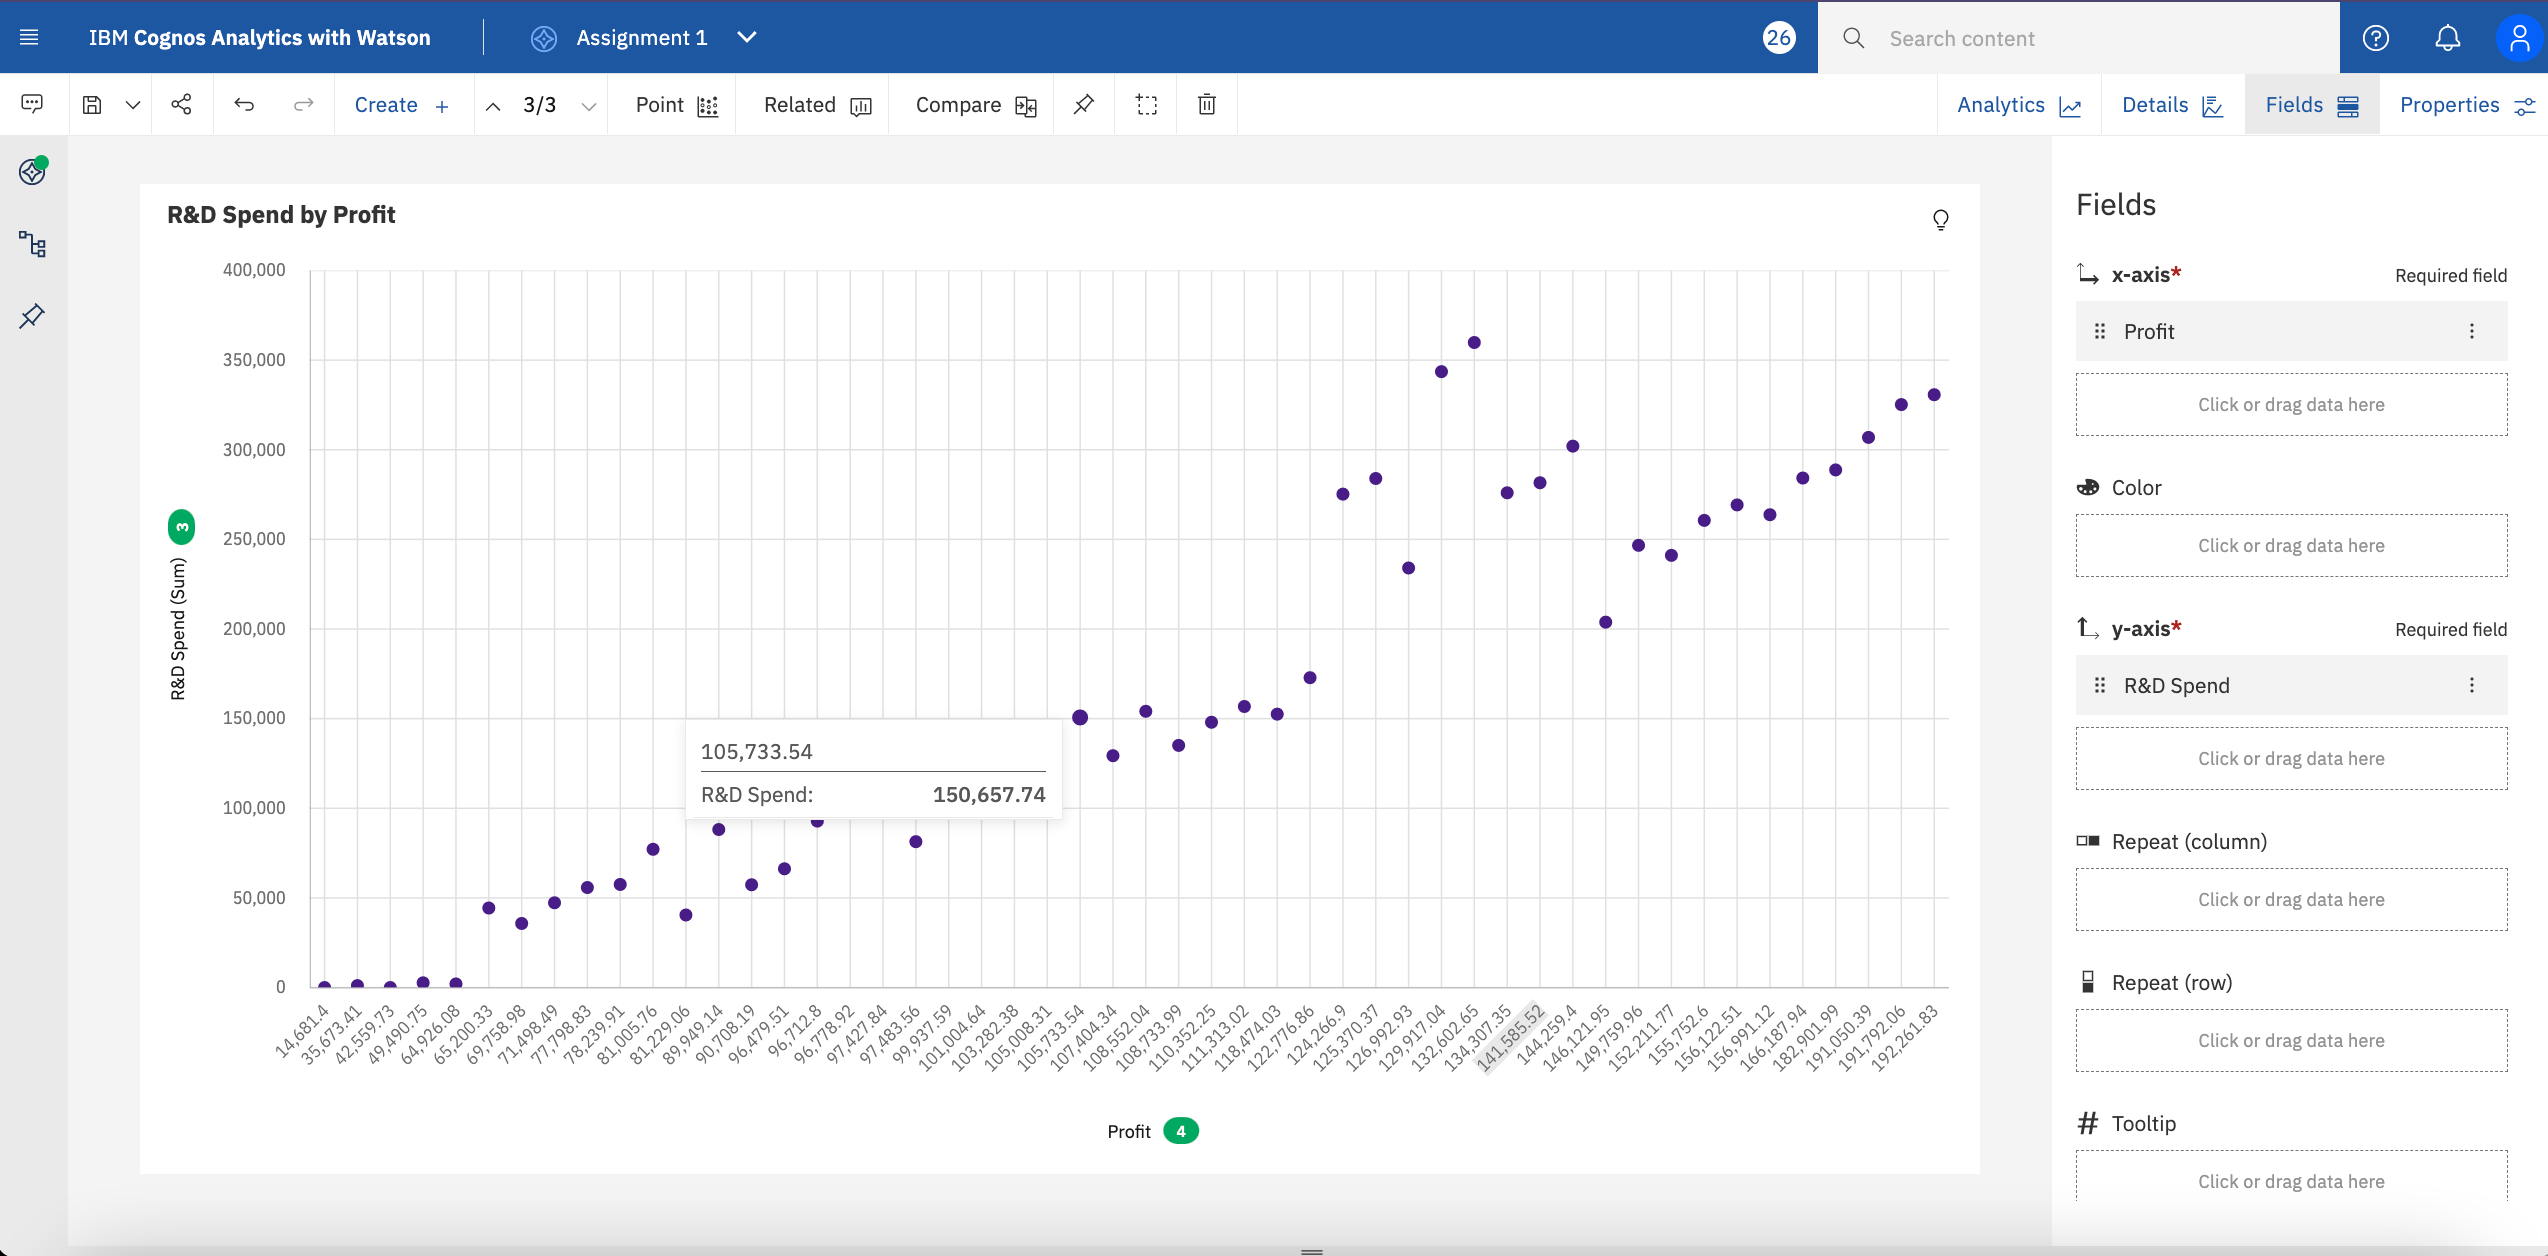 IBM Cognos Analytics with Watson
Assignment 1
26
Search content
Create +
3/3
Point
Related
Compare
Analytics
Details
Fields
Properties
R&D Spend by Profit
400,000
350,000
300,000
250,000
200,000
150,000
100,000
50,000
0
R&D Spend (Sum) 3
105,733.54
R&D Spend: 150,657.74
14,681.4
35,673.41
42,559.73
49,490.75
64,926.08
65,200.33
69,758.98
71,498.49
77,798.83
78,239.91
81,005.76
81,229.06
89,949.14
90,708.19
96,479.51
96,712.8
96,778.92
97,427.84
97,483.56
99,937.59
101,004.64
103,282.38
105,008.31
105,733.54
107,404.34
108,552.04
108,733.99
110,352.25
111,313.02
118,474.03
122,776.86
124,266.9
125,370.37
126,992.93
129,917.04
132,602.65
134,307.35
141,585.52
144,259.4
146,121.95
149,759.96
152,211.77
155,752.6
156,122.51
156,991.12
166,187.94
182,901.99
191,050.39
191,792.06
192,261.83
Profit 4
Fields
x-axis* Required field
Profit
Click or drag data here
Color
Click or drag data here
y-axis* Required field
R&D Spend
Click or drag data here
Repeat (column)
Click or drag data here
Repeat (row)
Click or drag data here
# Tooltip
Click or drag data here